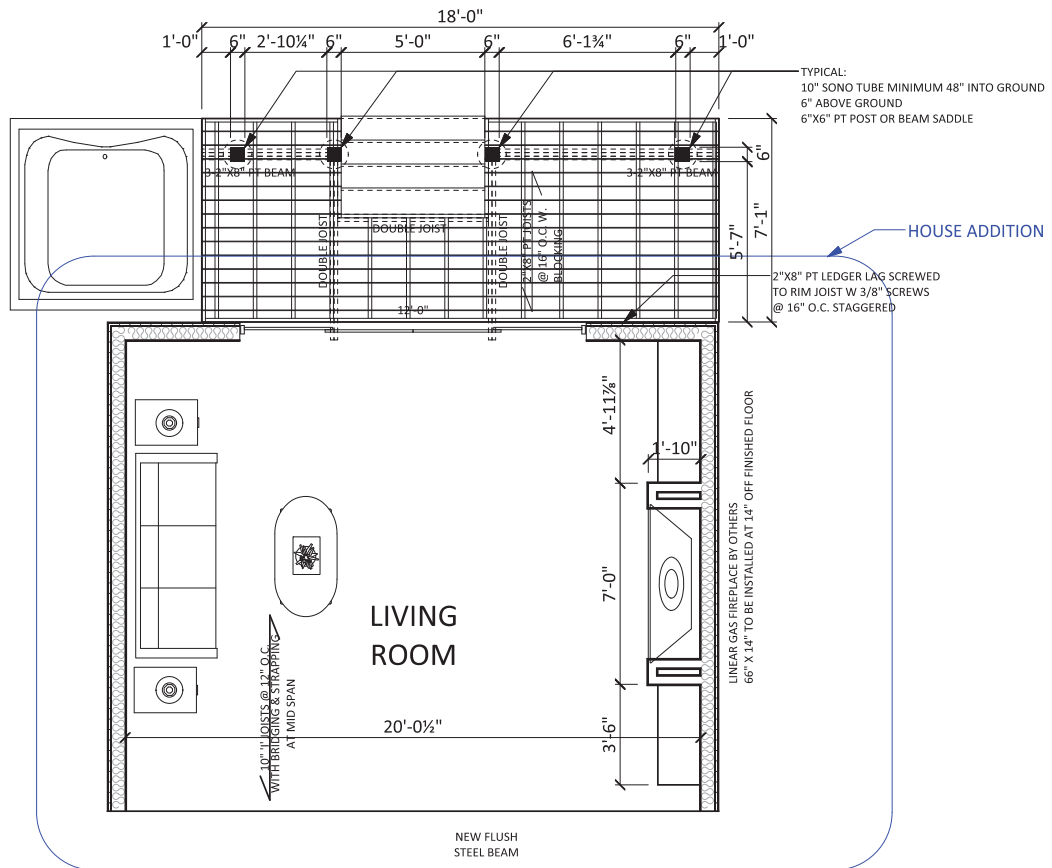 18'-0"
1'-0" 6" 2'-10¼" 6" 5'-0" 6" 6'-1¾" 6" 1'-0"
TYPICAL:
10" SONO TUBE MINIMUM 48" INTO GROUND
6" ABOVE GROUND
6"X6" PT POST OR BEAM SADDLE
3-2"X8" PT BEAM
3-2"X8" PT BEAM
6"
5'-7"
7'-1"
DOUBLE JOIST
DOUBLE JOIST
DOUBLE JOIST
2"X8" PT JOISTS
@ 16" O.C. W.
BLOCKING
HOUSE ADDITION
2"X8" PT LEDGER LAG SCREWED
TO RIM JOIST W 3/8" SCREWS
@ 16" O.C. STAGGERED
12'-0"
4'-11⅞"
1'-10"
7'-0"
3'-6"
LINEAR GAS FIREPLACE BY OTHERS
66" X 14" TO BE INSTALLED AT 14" OFF FINISHED FLOOR
LIVING
ROOM
10" 'I' JOISTS @ 12" O.C.
WITH BRIDGING & STRAPPING
AT MID SPAN
20'-0½"
NEW FLUSH
STEEL BEAM